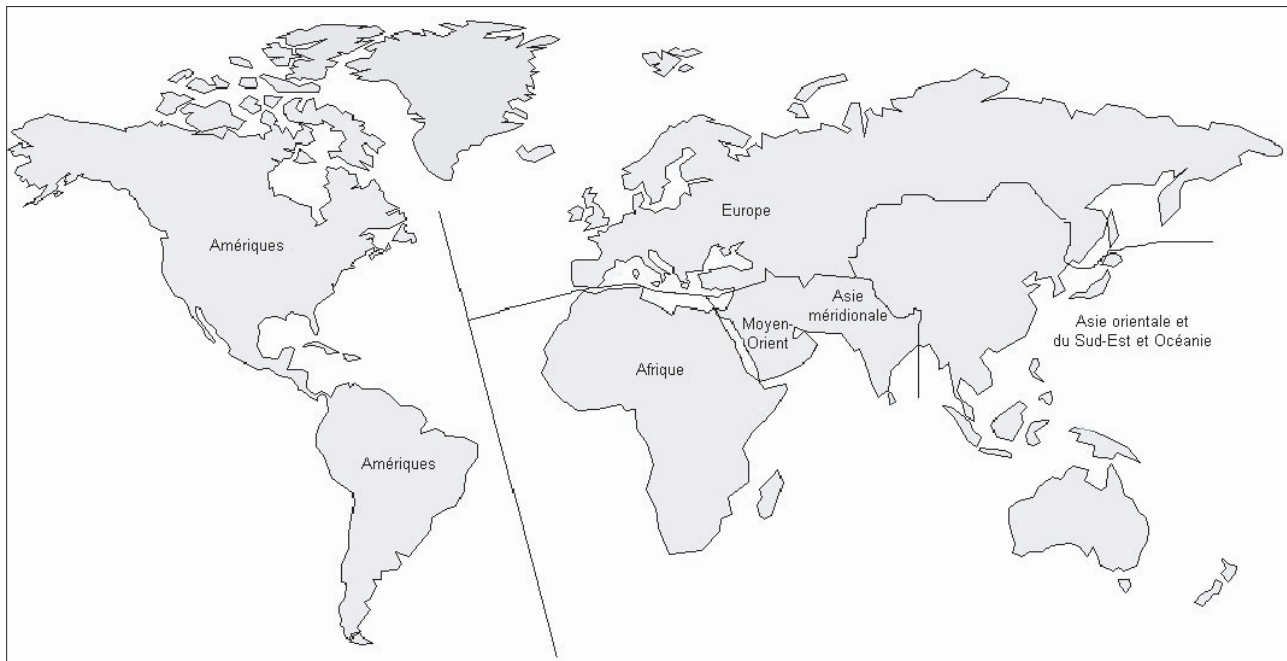 Europe
Amériques
Asie
méridionale
Moyen-
Orient
Asie orientale et
du Sud-Est et Océanie
Afrique
Amériques